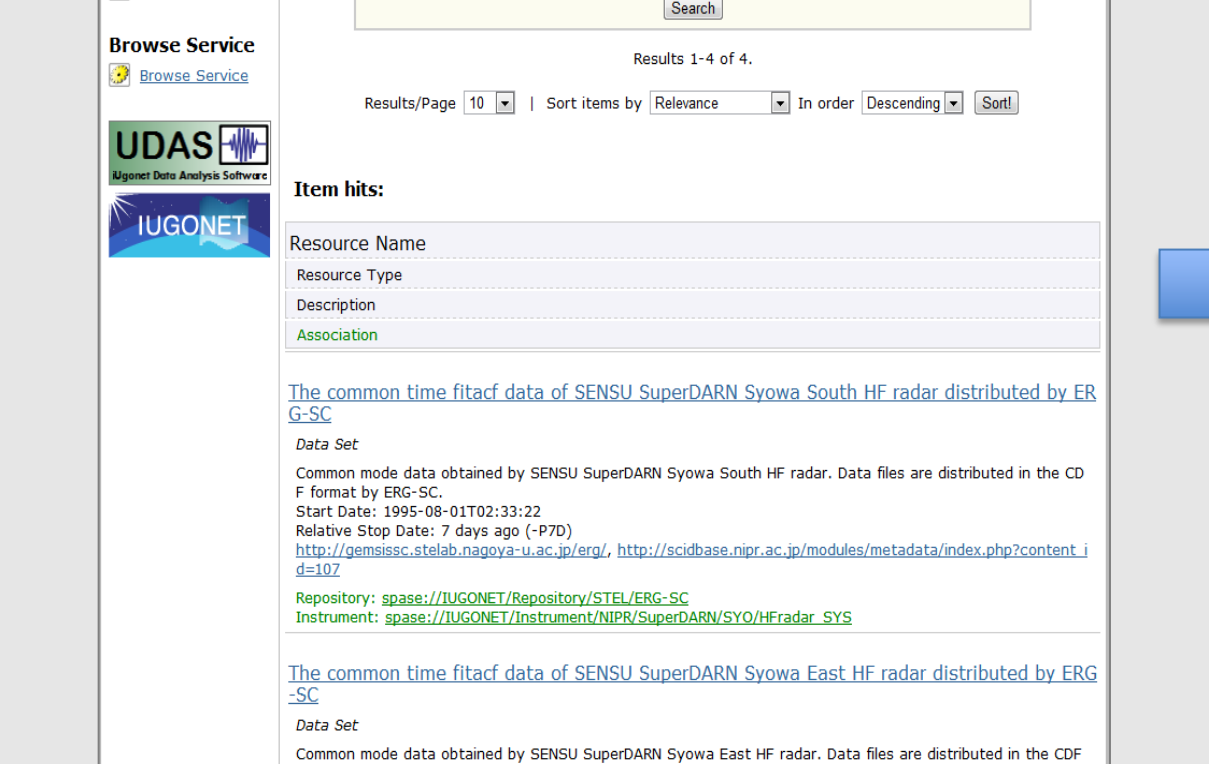 Search
Browse Service
Browse Service
Results 1-4 of 4.
Results/Page 10 | Sort items by Relevance In order Descending Sort!
UDAS
iUgonet Data Analysis Software
IUGONET
Item hits:
Resource Name
Resource Type
Description
Association
The common time fitacf data of SENSU SuperDARN Syowa South HF radar distributed by ER
G-SC
Data Set
Common mode data obtained by SENSU SuperDARN Syowa South HF radar. Data files are distributed in the CD
F format by ERG-SC.
Start Date: 1995-08-01T02:33:22
Relative Stop Date: 7 days ago (-P7D)
http://gemsissc.stelab.nagoya-u.ac.jp/erg/, http://scidbase.nipr.ac.jp/modules/metadata/index.php?content_i
d=107
Repository: spase://IUGONET/Repository/STEL/ERG-SC
Instrument: spase://IUGONET/Instrument/NIPR/SuperDARN/SYO/HFradar_SYS
The common time fitacf data of SENSU SuperDARN Syowa East HF radar distributed by ERG
-SC
Data Set
Common mode data obtained by SENSU SuperDARN Syowa East HF radar. Data files are distributed in the CDF